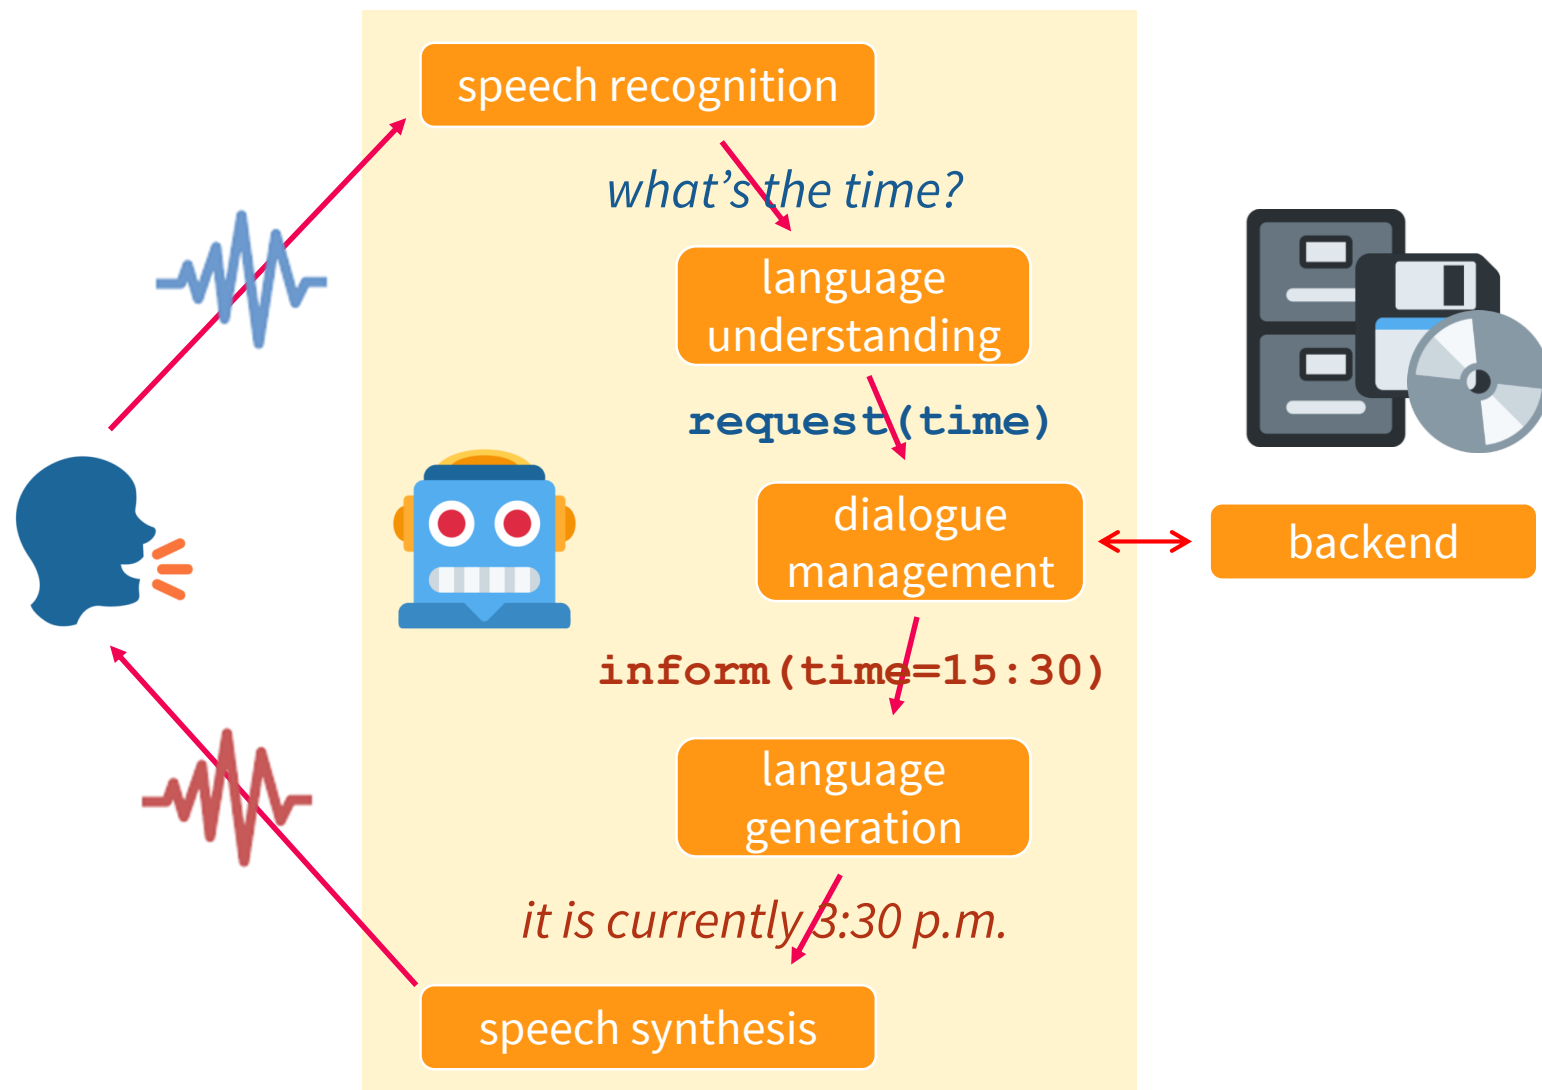 speech recognition
what's the time?
language
understanding
request(time)
dialogue
management
backend
inform(time=15:30)
language
generation
it is currently 3:30 p.m.
speech synthesis